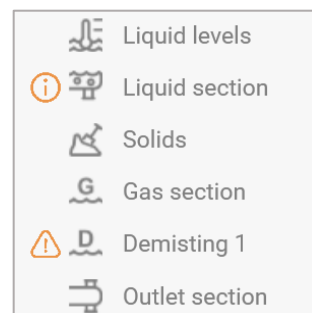 Liquid levels
Liquid section
Solids
G Gas section
D Demisting 1
Outlet section